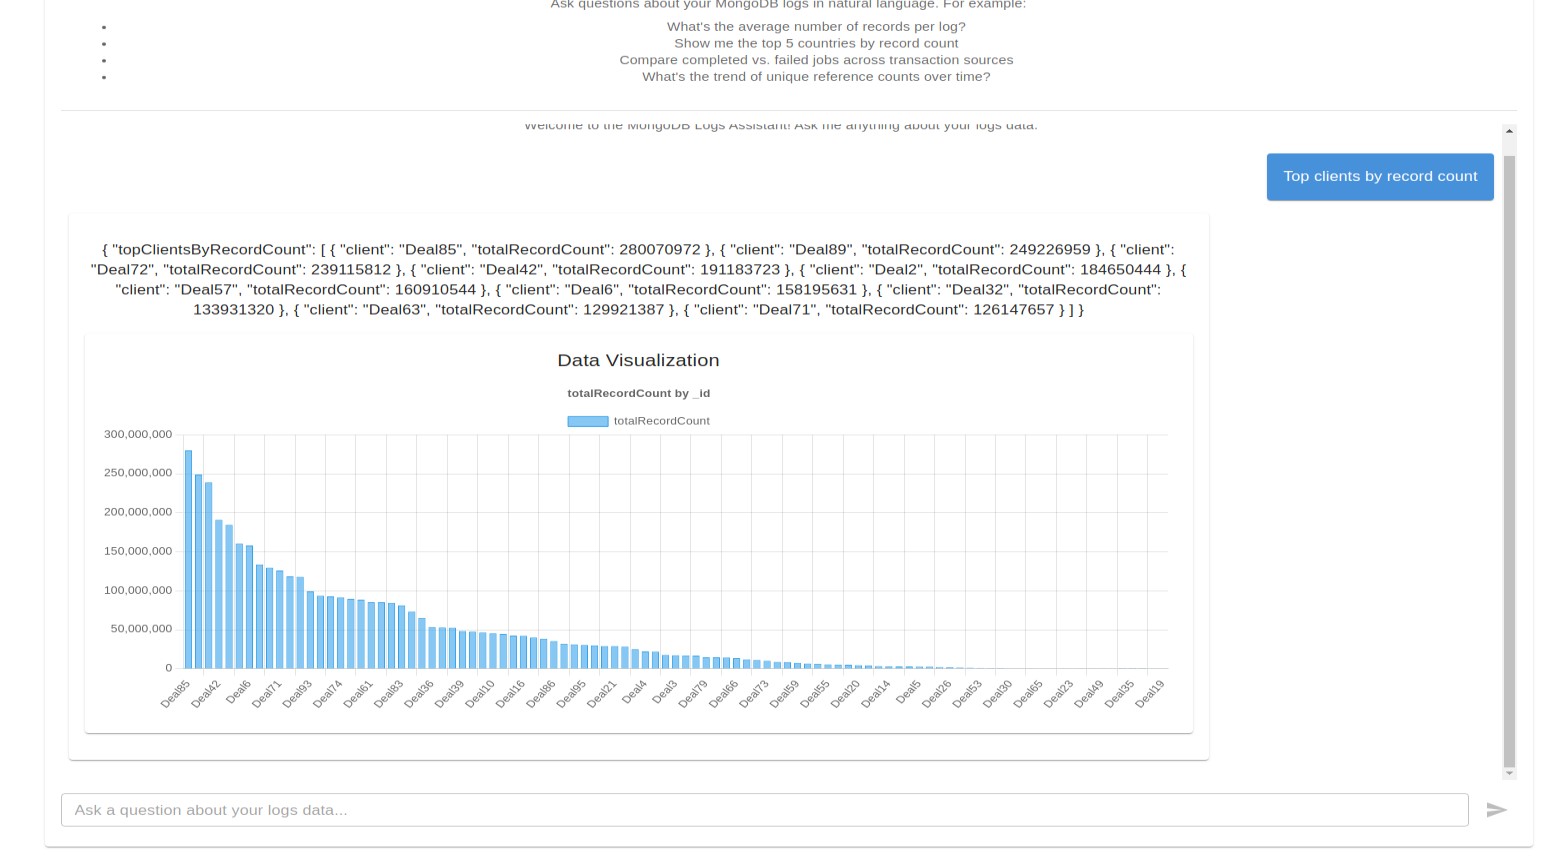 Ask questions about your MongoDB logs in natural language. For example:
• What's the average number of records per log?
• Show me the top 5 countries by record count
• Compare completed vs. failed jobs across transaction sources
• What's the trend of unique reference counts over time?
Welcome to the MongoDB Logs Assistant! Ask me anything about your logs data.
Top clients by record count
{ "topClientsByRecordCount": [ { "client": "Deal85", "totalRecordCount": 280070972 }, { "client": "Deal89", "totalRecordCount": 249226959 }, { "client":
"Deal72", "totalRecordCount": 239115812 }, { "client": "Deal42", "totalRecordCount": 191183723 }, { "client": "Deal2", "totalRecordCount": 184650444 }, {
"client": "Deal57", "totalRecordCount": 160910544 }, { "client": "Deal6", "totalRecordCount": 158195631 }, { "client": "Deal32", "totalRecordCount":
133931320 }, { "client": "Deal63", "totalRecordCount": 129921387 }, { "client": "Deal71", "totalRecordCount": 126147657 } ] }
Data Visualization
totalRecordCount by _id
totalRecordCount
300,000,000
250,000,000
200,000,000
150,000,000
100,000,000
50,000,000
0
Deal85
Deal42
Deal6
Deal71
Deal93
Deal74
Deal61
Deal83
Deal36
Deal39
Deal10
Deal16
Deal86
Deal95
Deal21
Deal4
Deal3
Deal79
Deal66
Deal73
Deal59
Deal55
Deal20
Deal14
Deal5
Deal26
Deal53
Deal30
Deal65
Deal23
Deal49
Deal35
Deal19
Ask a question about your logs data...